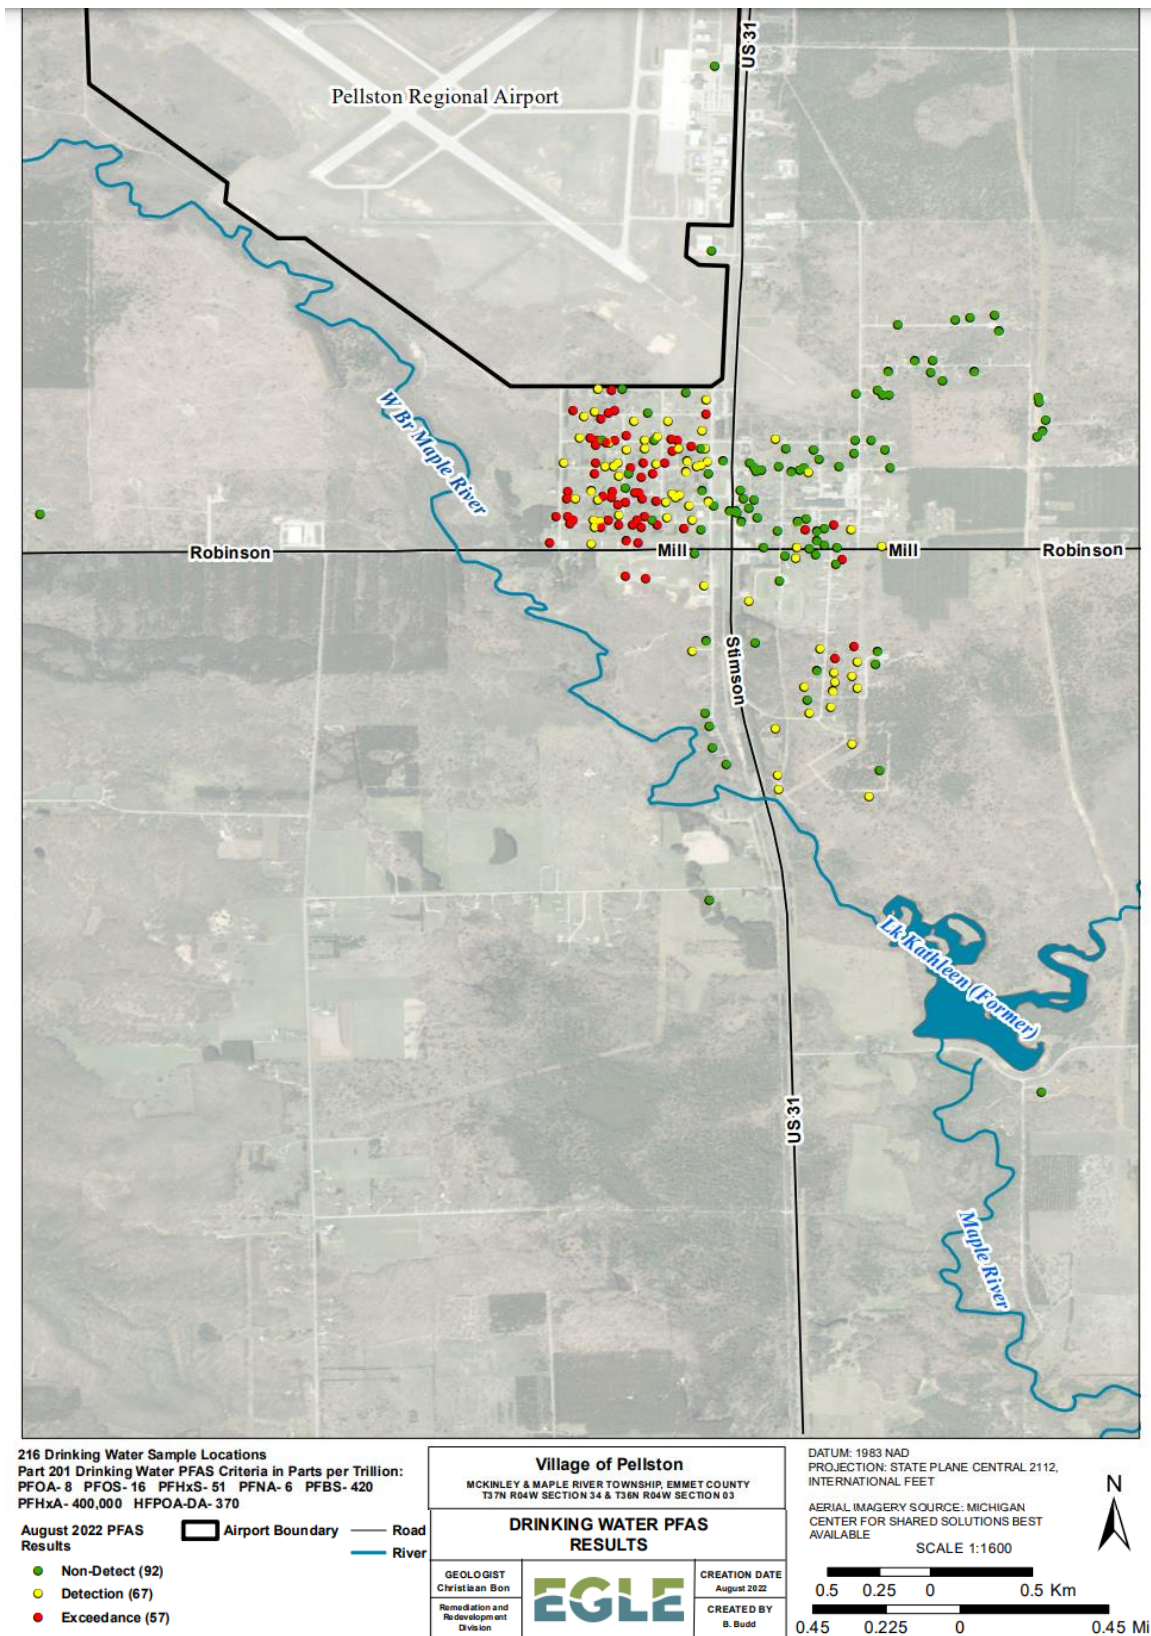 US 31
Pellston Regional Airport
W Br Maple River
Robinson
Mill
Mill
Robinson
Stimson
Lk Kathleen (Former)
US 31
Maple River
216 Drinking Water Sample Locations
Part 201 Drinking Water PFAS Criteria in Parts per Trillion:
PFOA- 8 PFOS- 16 PFHxS- 51 PFNA- 6 PFBS- 420
PFHxA- 400,000 HFPOA-DA- 370
August 2022 PFAS
Results
Non-Detect (92)
Detection (67)
Exceedance (57)
Airport Boundary
Road
River
Village of Pellston
MCKINLEY & MAPLE RIVER TOWNSHIP, EMMET COUNTY
T37N R04W SECTION 34 & T36N R04W SECTION 03
DRINKING WATER PFAS
RESULTS
GEOLOGIST
Christiaan Bon
Remediation and
Redevelopment
Division
EGLE
CREATION DATE
August 2022
CREATED BY
B. Budd
DATUM: 1983 NAD
PROJECTION: STATE PLANE CENTRAL 2112,
INTERNATIONAL FEET
AERIAL IMAGERY SOURCE: MICHIGAN
CENTER FOR SHARED SOLUTIONS BEST
AVAILABLE
SCALE 1:1600
N
0.5 0.25 0 0.5 Km
0.45 0.225 0 0.45 Mi